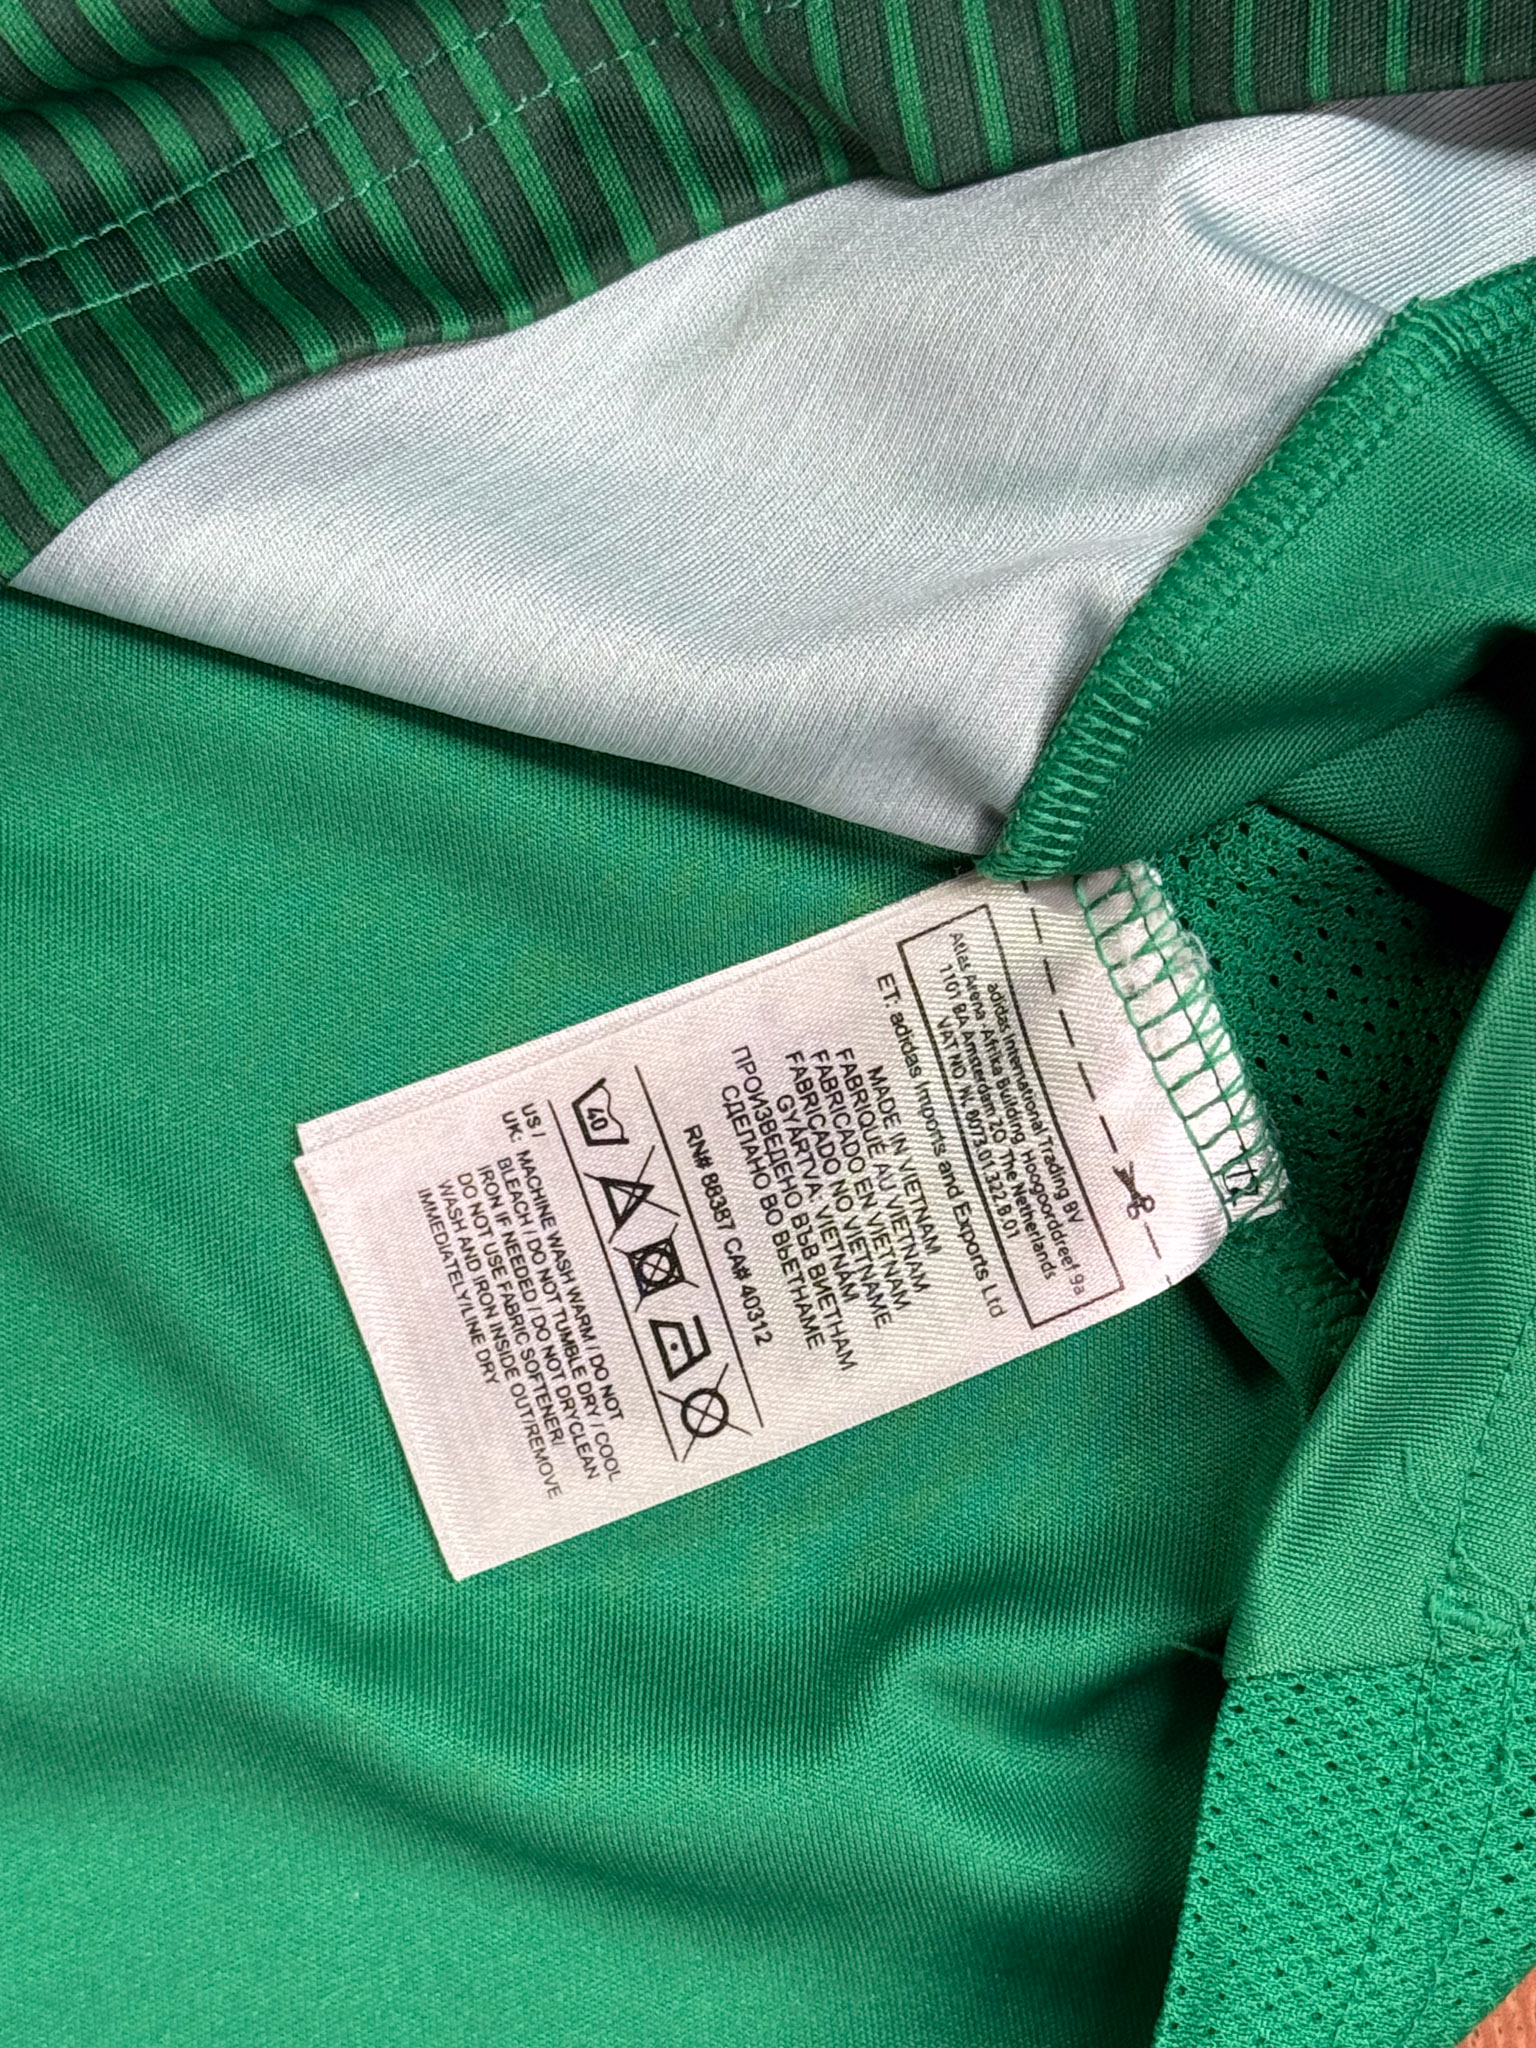 adidas International Trading BV
Atlas Arena - Afrika Building, Hoogoorddreef 9a
1101 BA Amsterdam ZO, The Netherlands
VAT NO. NL 8073.01.322.B.01
ET: adidas Imports and Exports Ltd
MADE IN VIETNAM
FABRIQUÉ AU VIETNAM
FABRICADO EN VIETNAM
FABRICADO NO VIETNAME
GYÁRTVA: VIETNÁM
ПРОИЗВЕДЕНО ВЪВ ВИЕТНАМ
СДЕЛАНО ВО ВЬЕТНАМЕ
RN# 88387 CA# 40312
40
US / MACHINE WASH WARM / DO NOT
UK: BLEACH / DO NOT TUMBLE DRY / COOL
IRON IF NEEDED / DO NOT DRYCLEAN
DO NOT USE FABRIC SOFTENER/
WASH AND IRON INSIDE OUT/REMOVE
IMMEDIATELY/LINE DRY